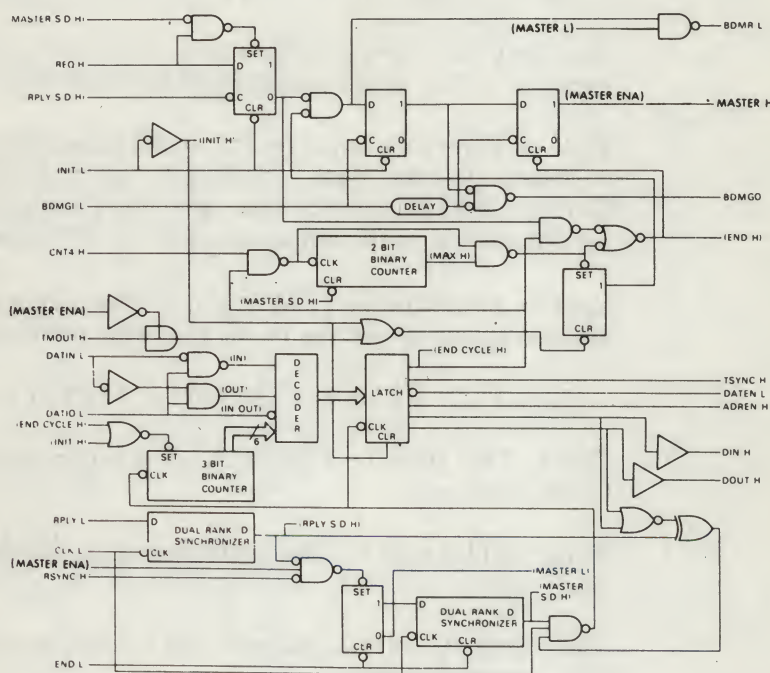 MASTER S D H)
(MASTER L)
BDMR L
SET
REQ H
D 1
RPLY S D H)
C 0
CLR
D 1
C 0
CLR
D 1
0
CLR
(MASTER ENA)
MASTER H
(INIT H)
INIT L
BDMGI L
DELAY
BDMGO
CNT4 H
CLK
2 BIT
BINARY
COUNTER
CLR
(MAX H)
(END H)
(MASTER S D H)
SET
1
CLR
(MASTER ENA)
TMOUT H
(END CYCLE H)
DATIN L
(IN)
(OUT)
DATIO L
(IN OUT)
DECODER
LATCH
CLK
CLR
TSYNC H
DATEN L
ADREN H
(END CYCLE H)
(INIT H)
SET
6
CLK
3 BIT
BINARY
COUNTER
DIN H
DOUT H
RPLY L
D
DUAL RANK D
SYNCHRONIZER
(RPLY S D H)
CLK L
CLK
(MASTER ENA)
RSYNC H
SET
1
0
CLR
(MASTER L)
D
DUAL RANK D
SYNCHRONIZER
CLK
CLR
(MASTER
S D H)
END L